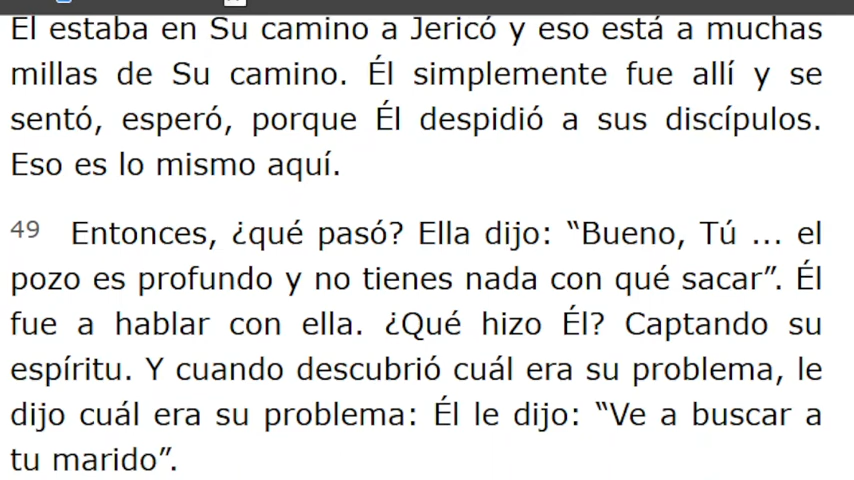 Él estaba en Su camino a Jericó y eso está a muchas
millas de Su camino. Él simplemente fue allí y se
sentó, esperó, porque Él despidió a sus discípulos.
Eso es lo mismo aquí.
49 Entonces, ¿qué pasó? Ella dijo: “Bueno, Tú ... el
pozo es profundo y no tienes nada con qué sacar”. Él
fue a hablar con ella. ¿Qué hizo Él? Captando su
espíritu. Y cuando descubrió cuál era su problema, le
dijo cuál era su problema: Él le dijo: “Ve a buscar a
tu marido”.